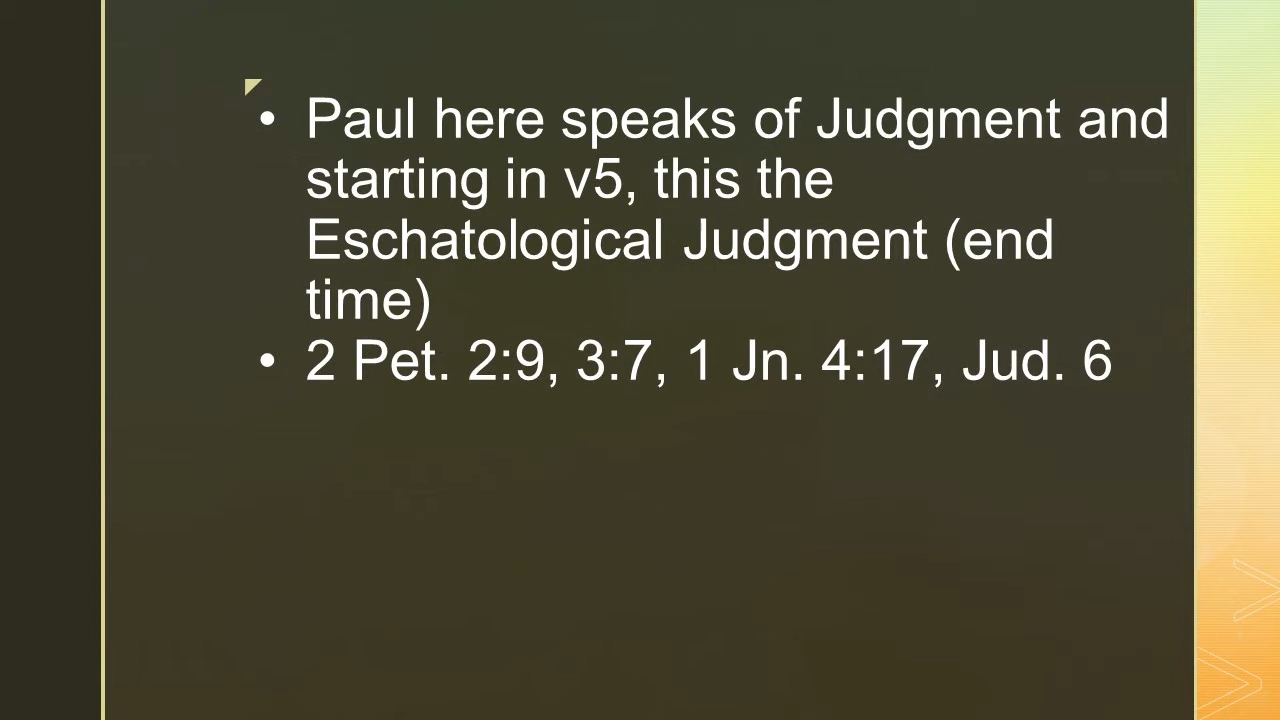 • Paul here speaks of Judgment and
starting in v5, this the
Eschatological Judgment (end
time)
• 2 Pet. 2:9, 3:7, 1 Jn. 4:17, Jud. 6